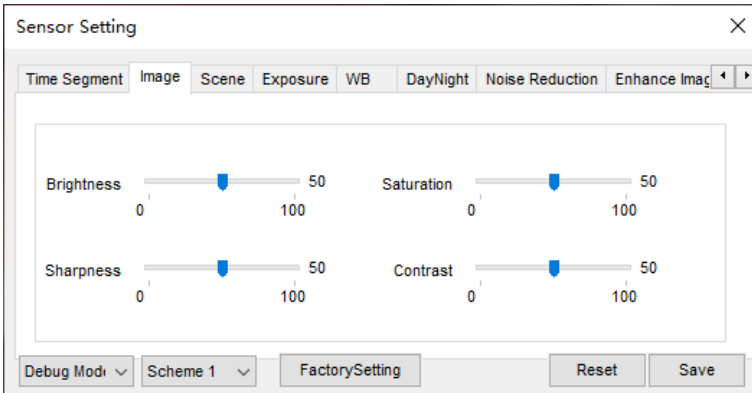 Sensor Setting
Time Segment Image Scene Exposure WB DayNight Noise Reduction Enhance Imag
Brightness 50 Saturation 50
0 100 0 100
Sharpness 50 Contrast 50
0 100 0 100
Debug Mod Scheme 1 FactorySetting Reset Save